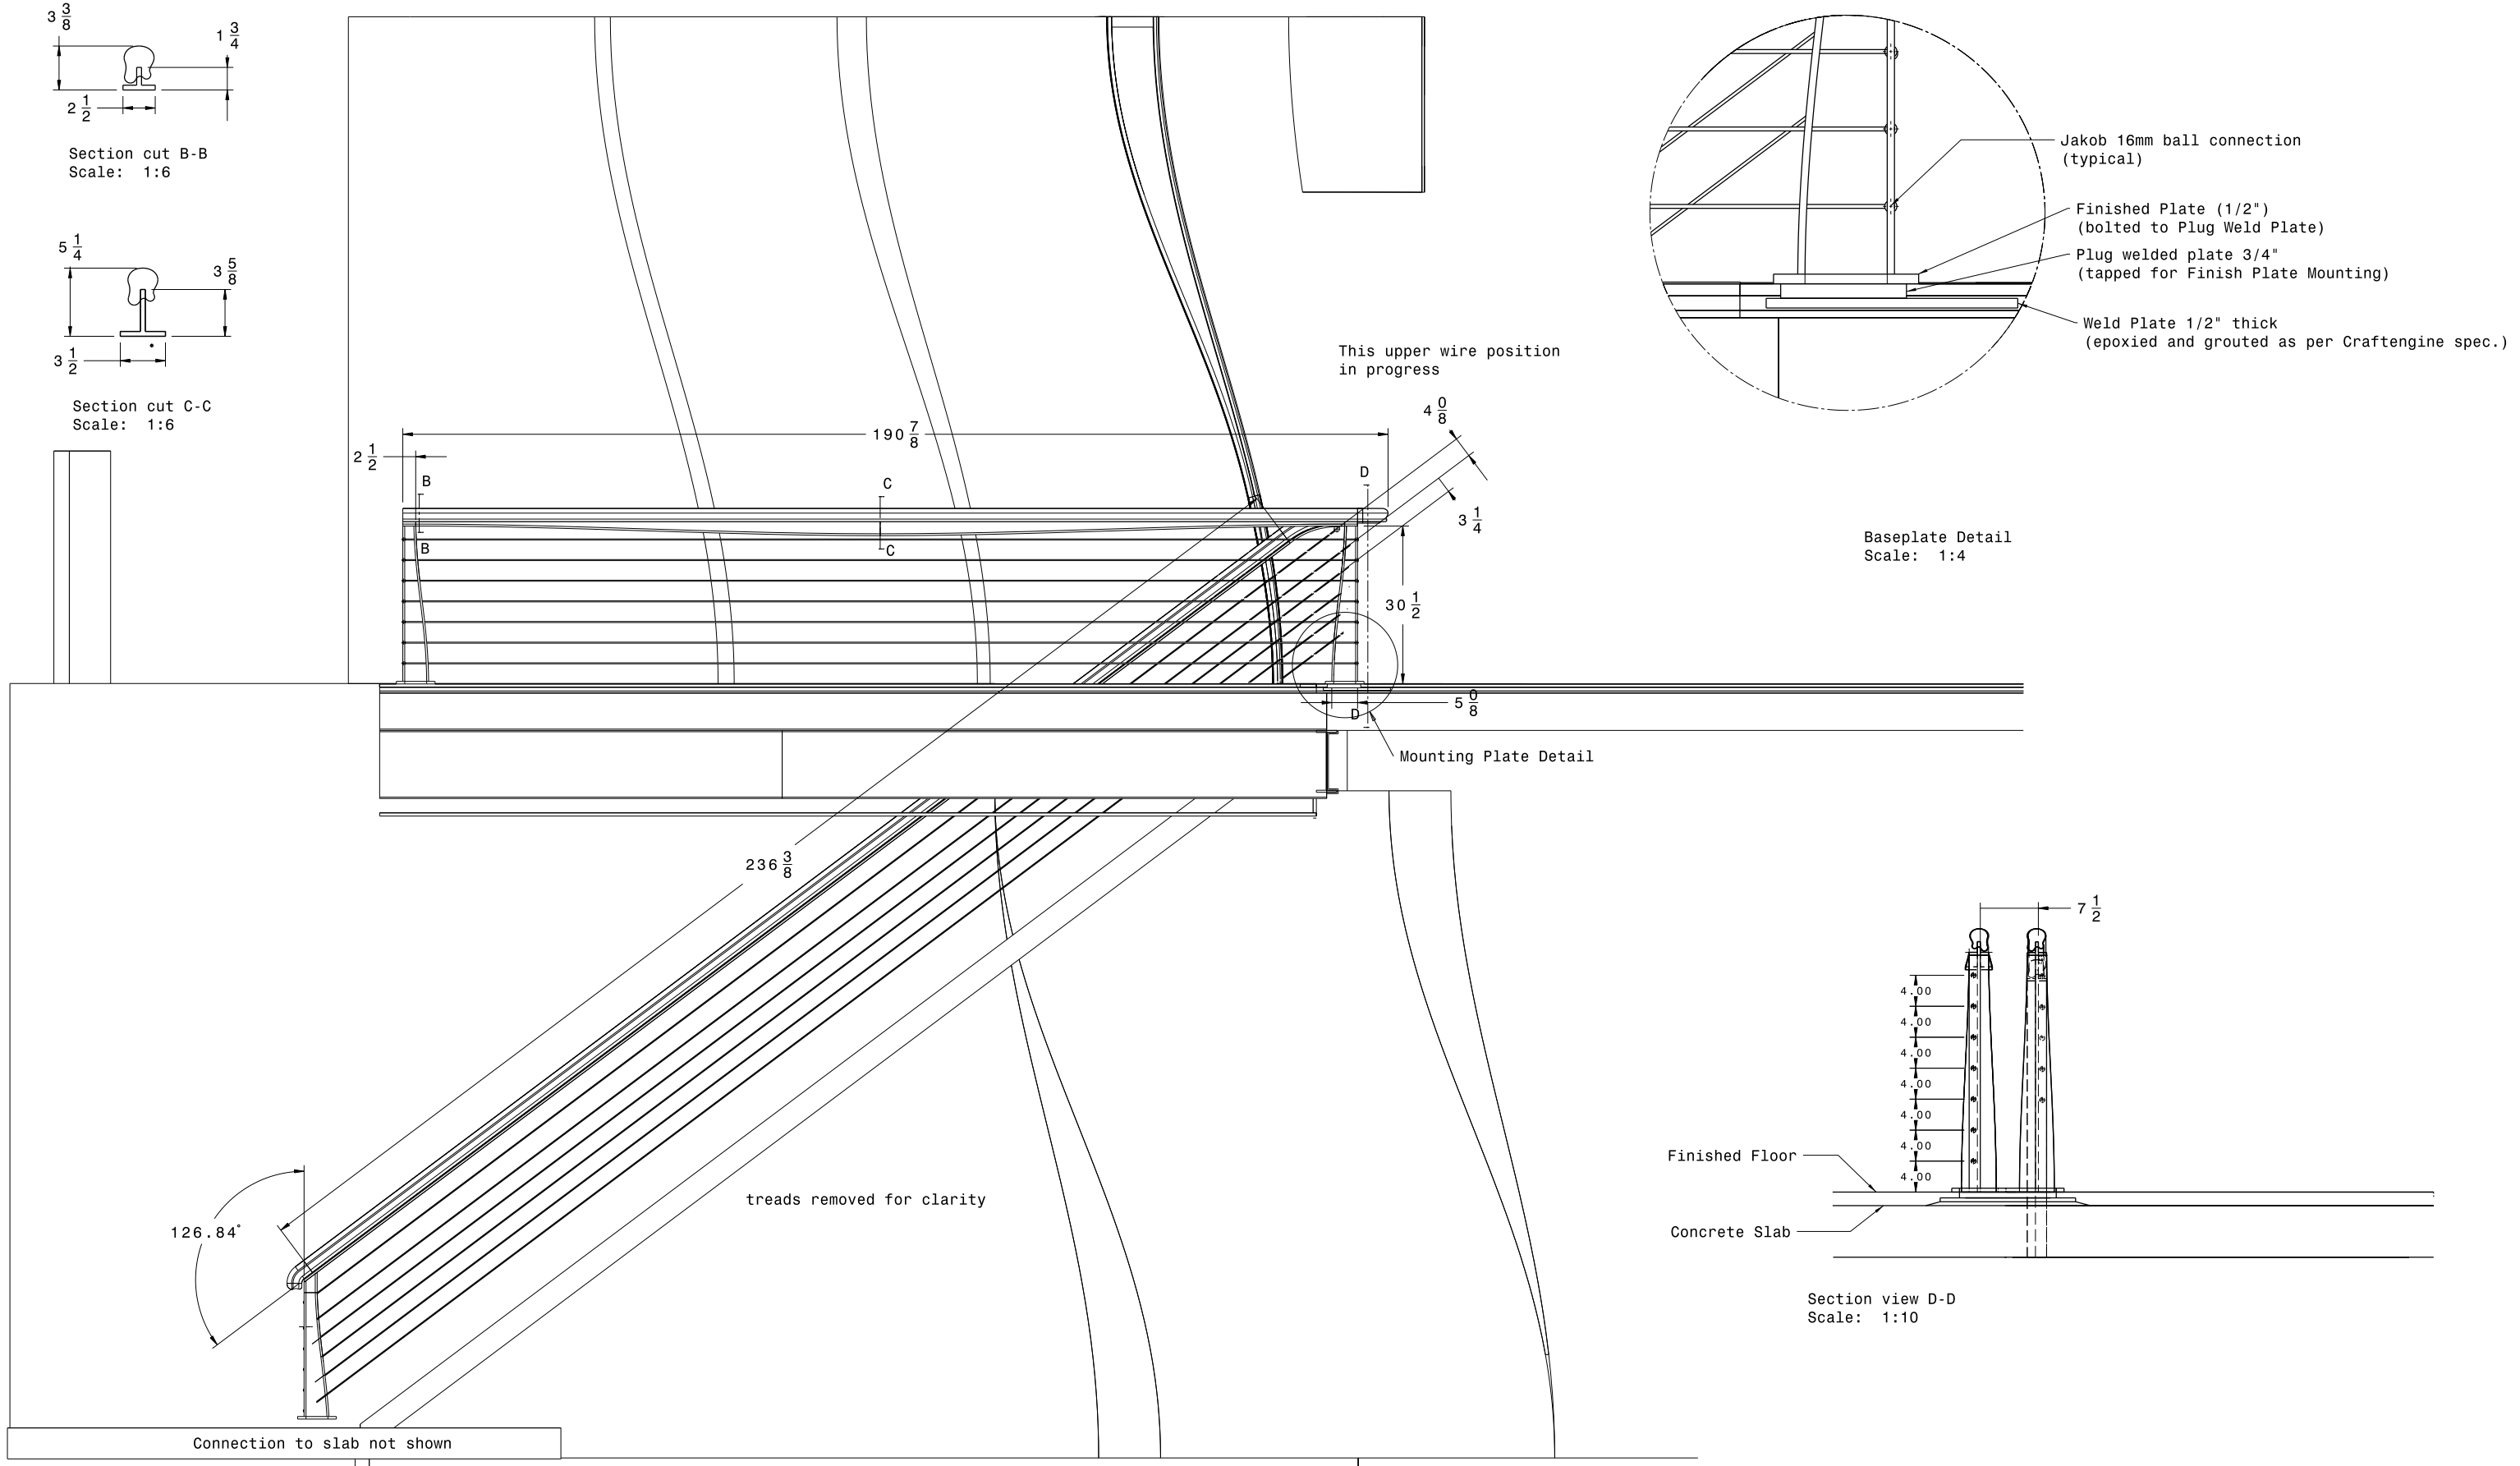 3 3/8
1 3/4
2 1/2
Section cut B-B
Scale: 1:6
5 1/4
3 5/8
3 1/2
Section cut C-C
Scale: 1:6
Jakob 16mm ball connection
(typical)
Finished Plate (1/2")
(bolted to Plug Weld Plate)
Plug welded plate 3/4"
(tapped for Finish Plate Mounting)
Weld Plate 1/2" thick
(epoxied and grouted as per Craftengine spec.)
Baseplate Detail
Scale: 1:4
This upper wire position
in progress
190 7/8
2 1/2
4 0/8
3 1/4
B
C
D
B
C
30 1/2
5 0/8
D
Mounting Plate Detail
236 3/8
treads removed for clarity
126.84°
Connection to slab not shown
7 1/2
4.00
4.00
4.00
4.00
4.00
4.00
4.00
Finished Floor
Concrete Slab
Section view D-D
Scale: 1:10